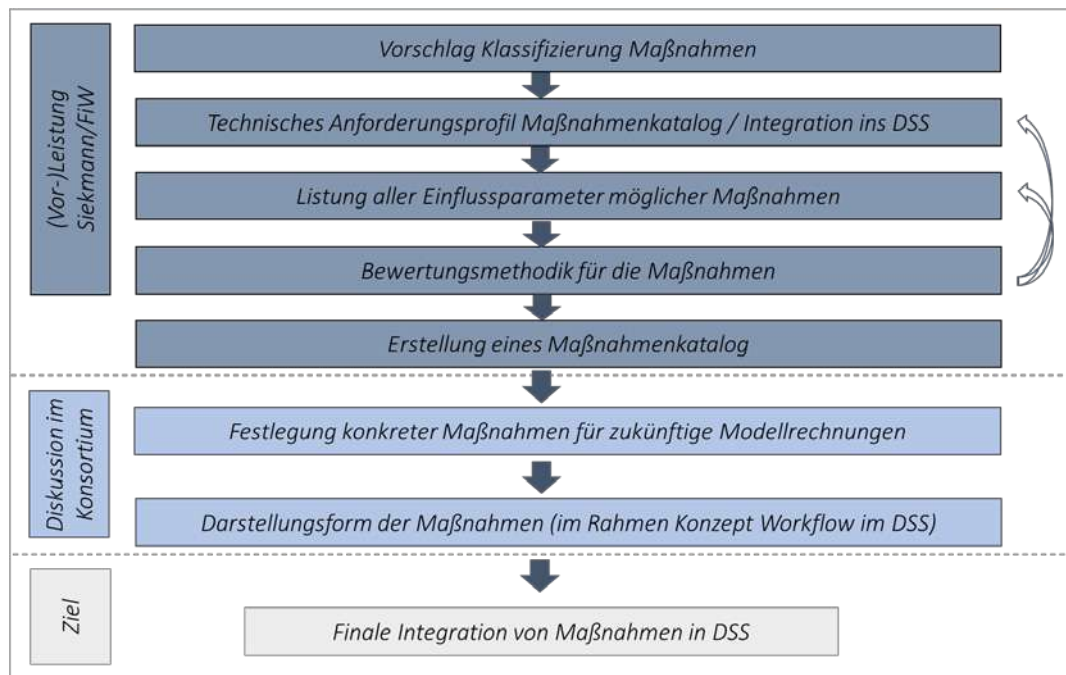 (Vor-)Leistung
Siekmann/FiW
Vorschlag Klassifizierung Maßnahmen
Technisches Anforderungsprofil Maßnahmenkatalog / Integration ins DSS
Listung aller Einflussparameter möglicher Maßnahmen
Bewertungsmethodik für die Maßnahmen
Erstellung eines Maßnahmenkatalog
Diskussion im
Konsortium
Festlegung konkreter Maßnahmen für zukünftige Modellrechnungen
Darstellungsform der Maßnahmen (im Rahmen Konzept Workflow im DSS)
Ziel
Finale Integration von Maßnahmen in DSS